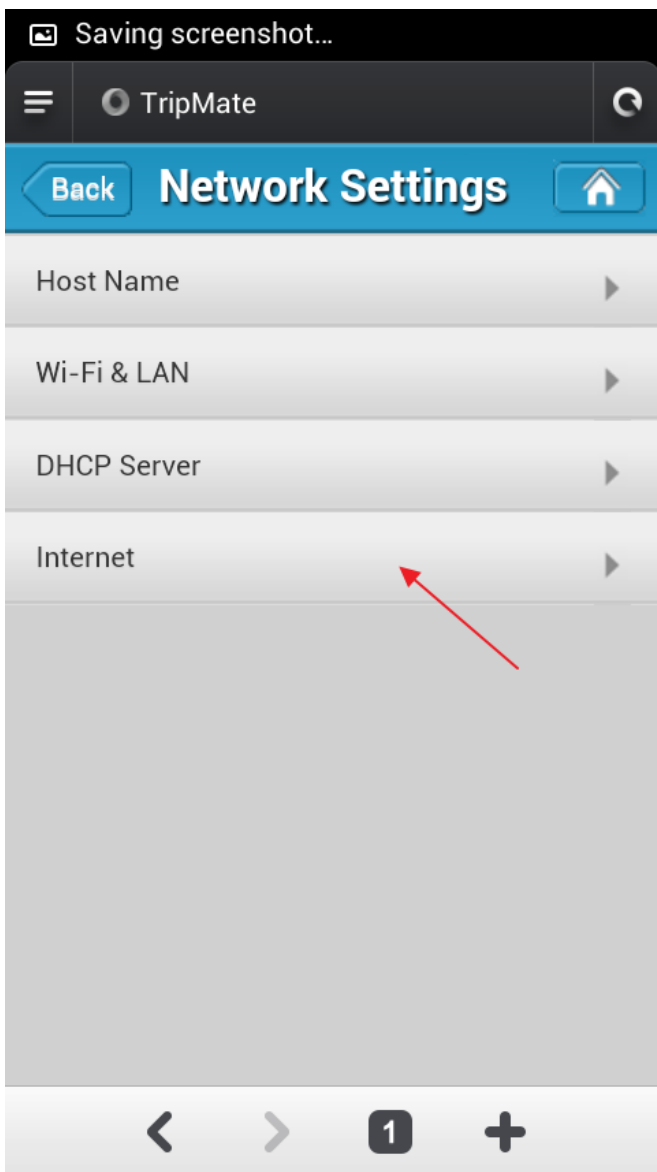 Saving screenshot...
TripMate
Back Network Settings
Host Name
Wi-Fi & LAN
DHCP Server
Internet
1